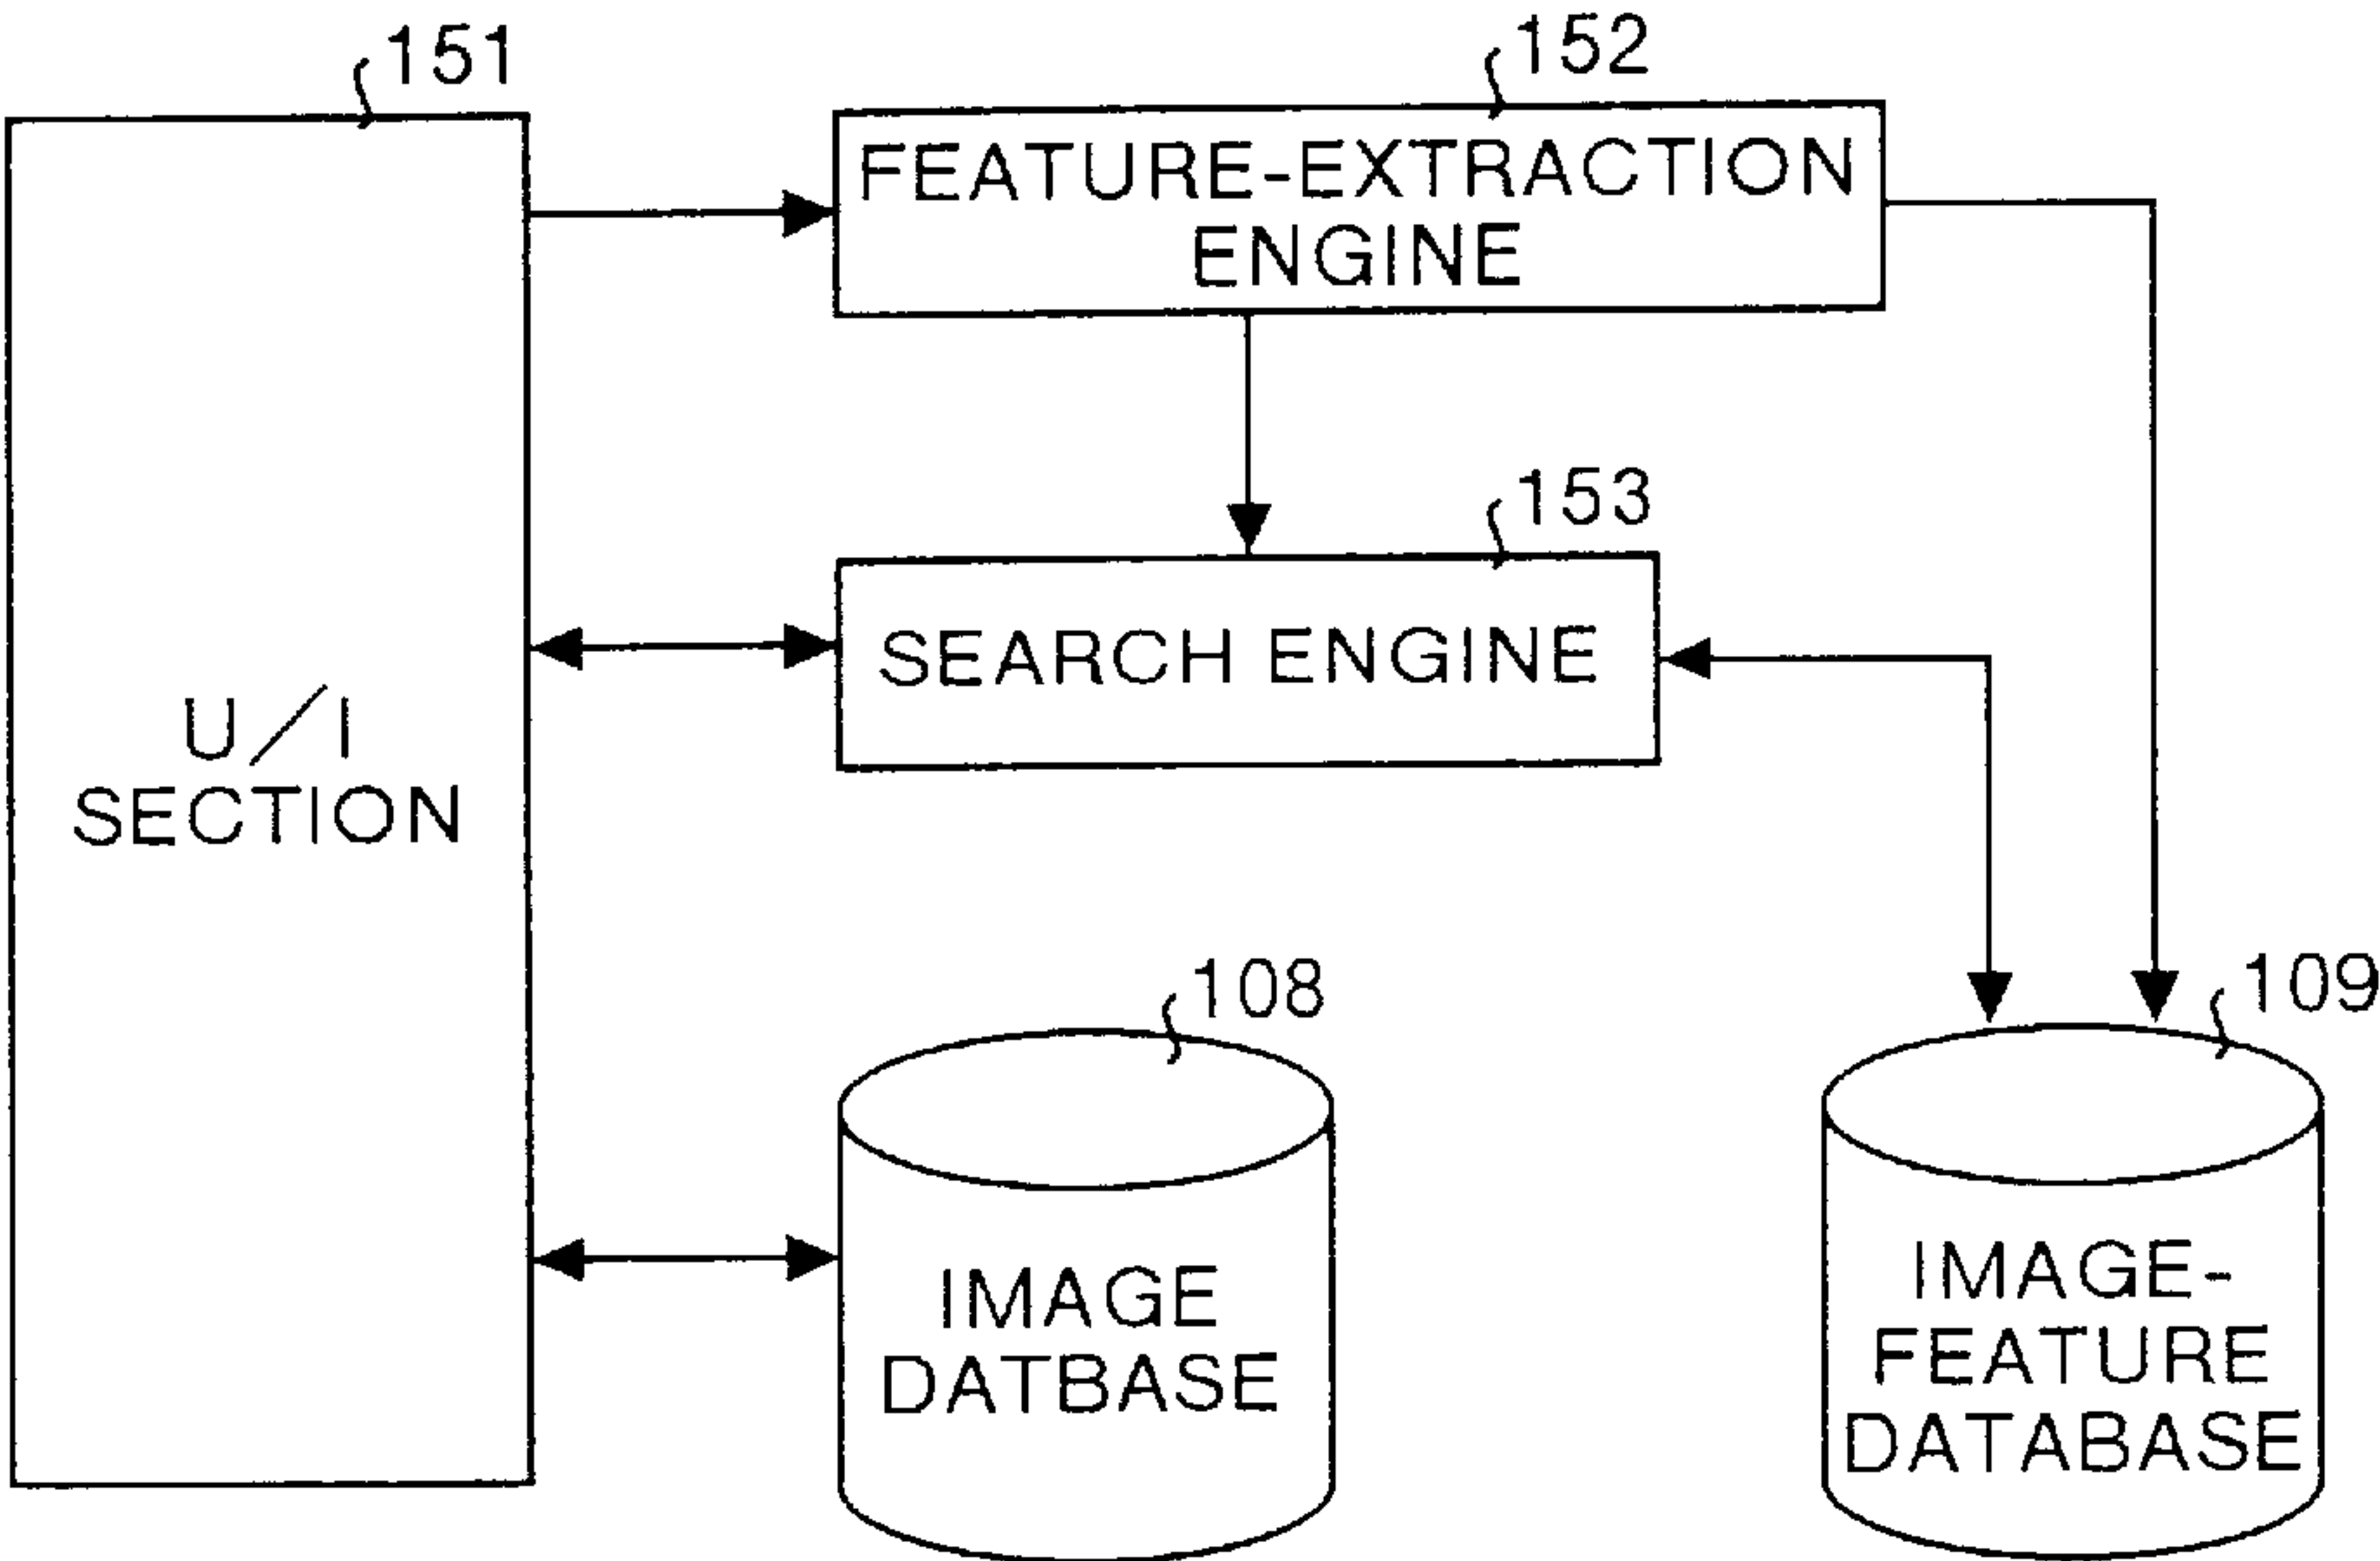 151
152
FEATURE-EXTRACTION
ENGINE
153
SEARCH ENGINE
U/I
SECTION
108
109
IMAGE
DATBASE
IMAGE-
FEATURE
DATABASE